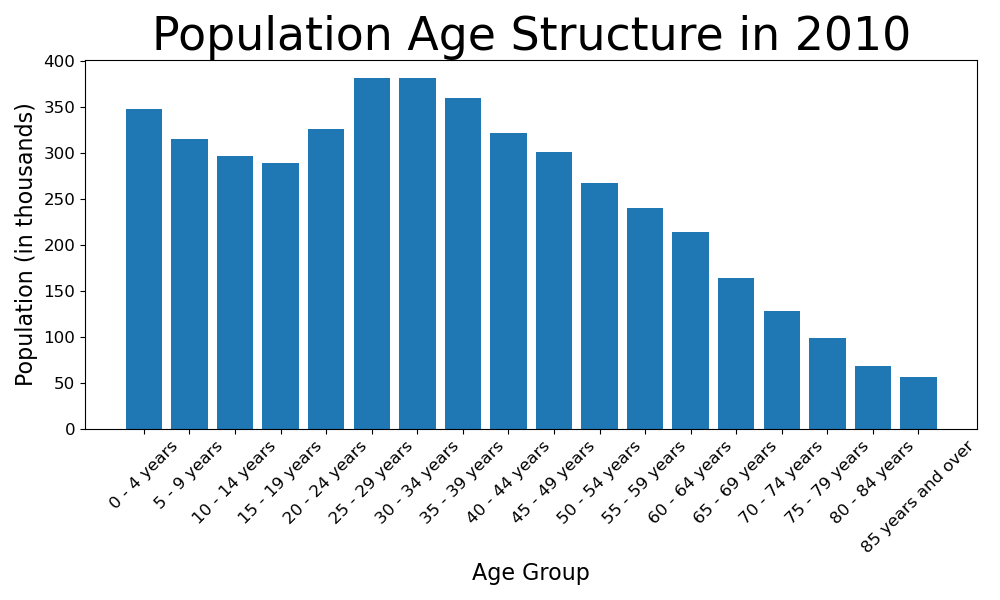 Population Age Structure in 2010
Population (in thousands)
400
350
300
250
200
150
100
50
0
0 - 4 years
5 - 9 years
10 - 14 years
15 - 19 years
20 - 24 years
25 - 29 years
30 - 34 years
35 - 39 years
40 - 44 years
45 - 49 years
50 - 54 years
55 - 59 years
60 - 64 years
65 - 69 years
70 - 74 years
75 - 79 years
80 - 84 years
85 years and over
Age Group